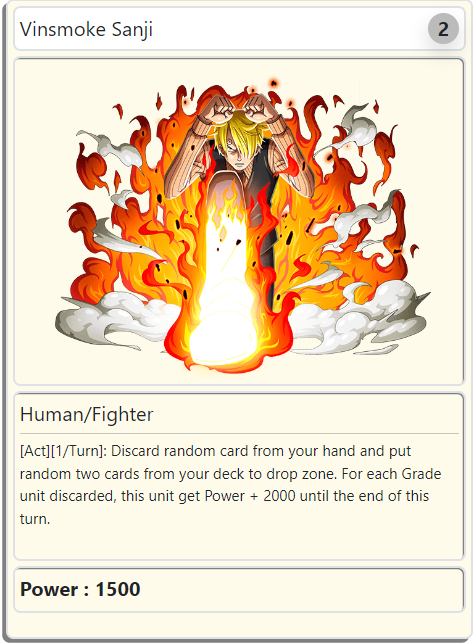 Vinsmoke Sanji
2
Human/Fighter
[Act][1/Turn]: Discard random card from your hand and put
random two cards from your deck to drop zone. For each Grade
unit discarded, this unit get Power + 2000 until the end of this
turn.
Power : 1500